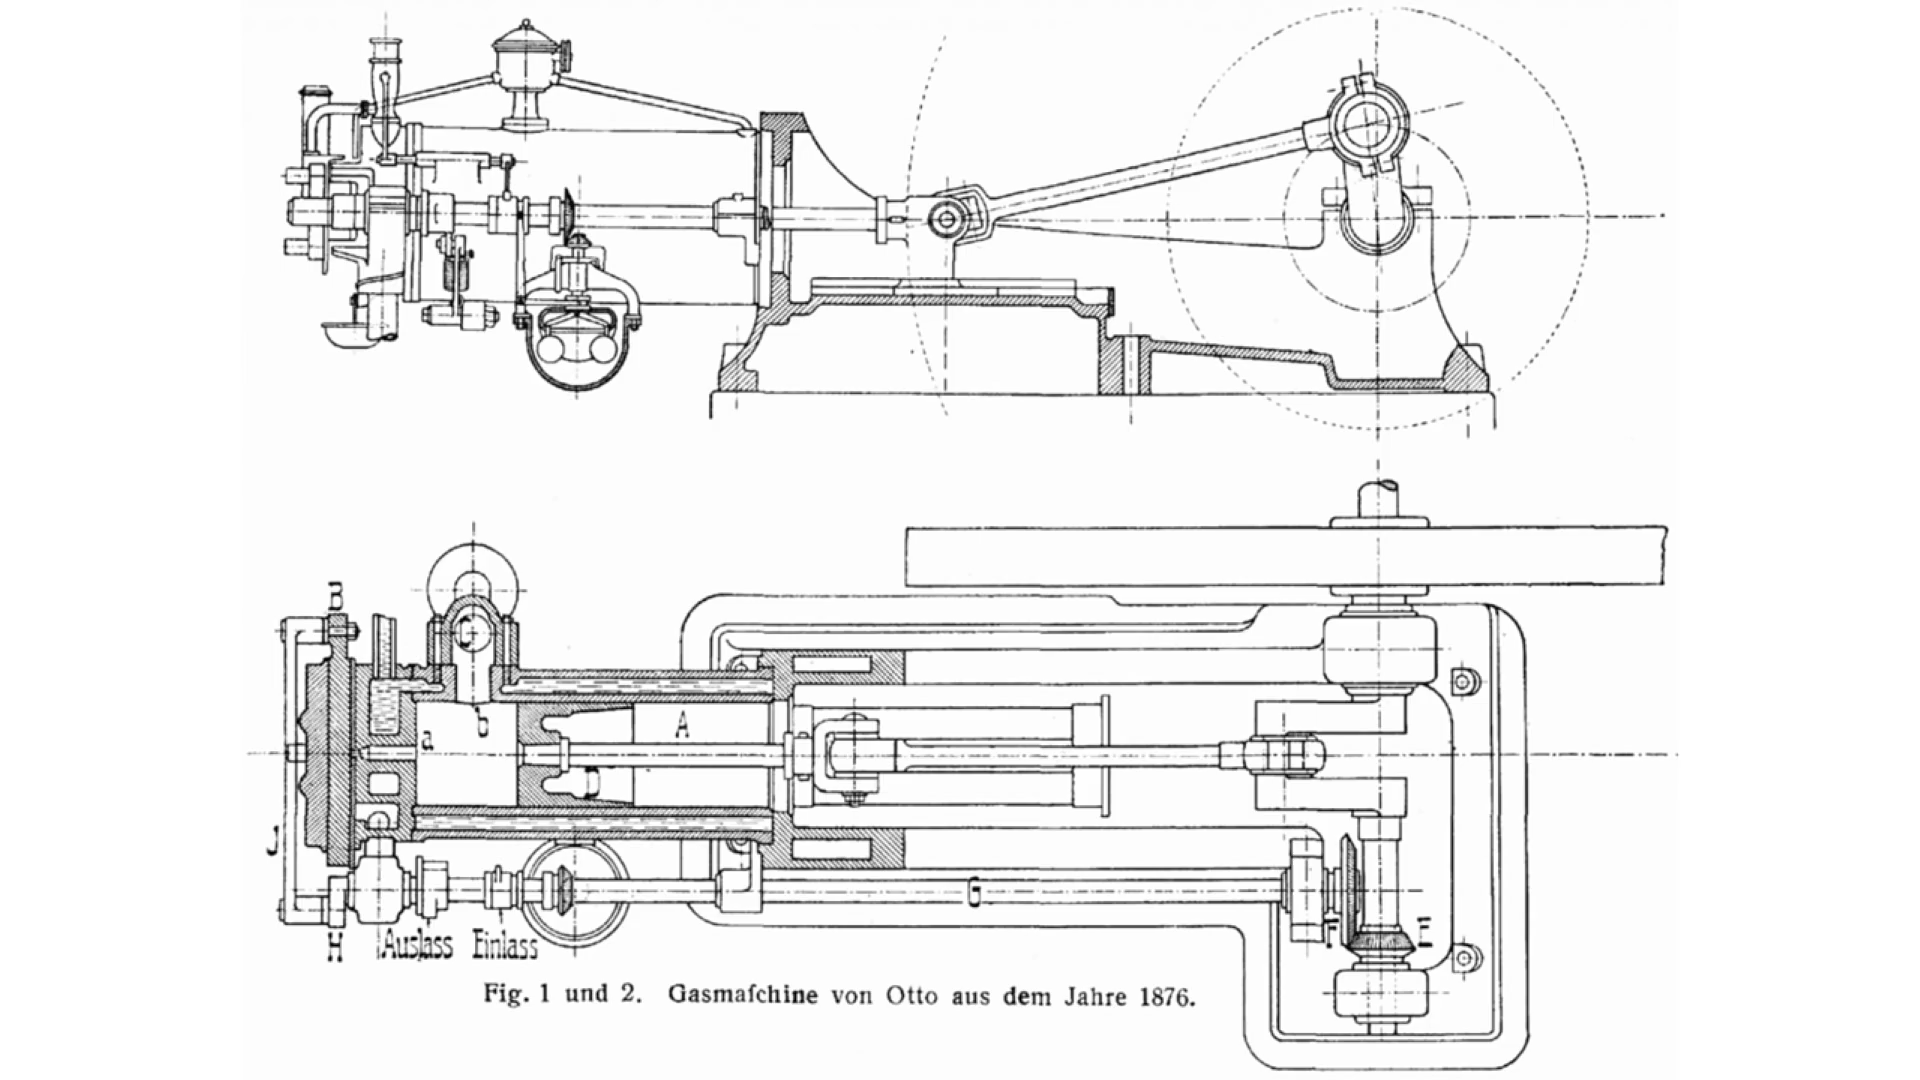 B
C
b
a
A
J
G
F
E
H
Auslass
Einlass
Fig. 1 und 2. Gasmaſchine von Otto aus dem Jahre 1876.